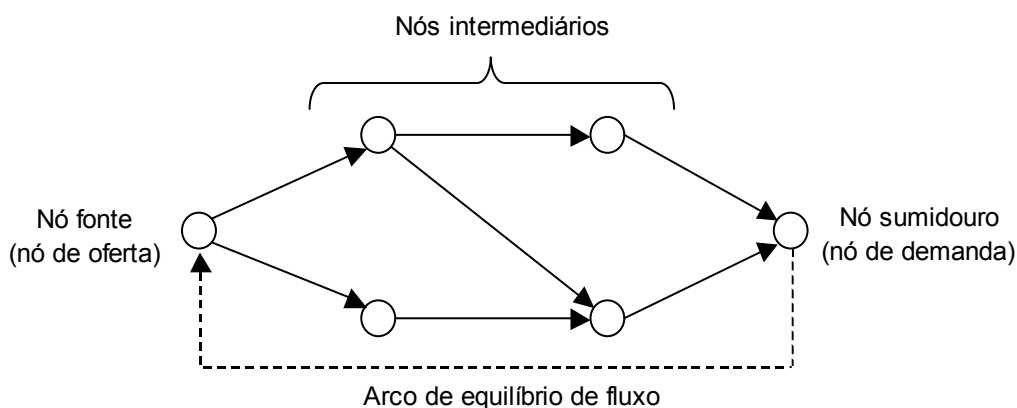 Nós intermediários
Nó fonte
(nó de oferta)
Nó sumidouro
(nó de demanda)
Arco de equilíbrio de fluxo